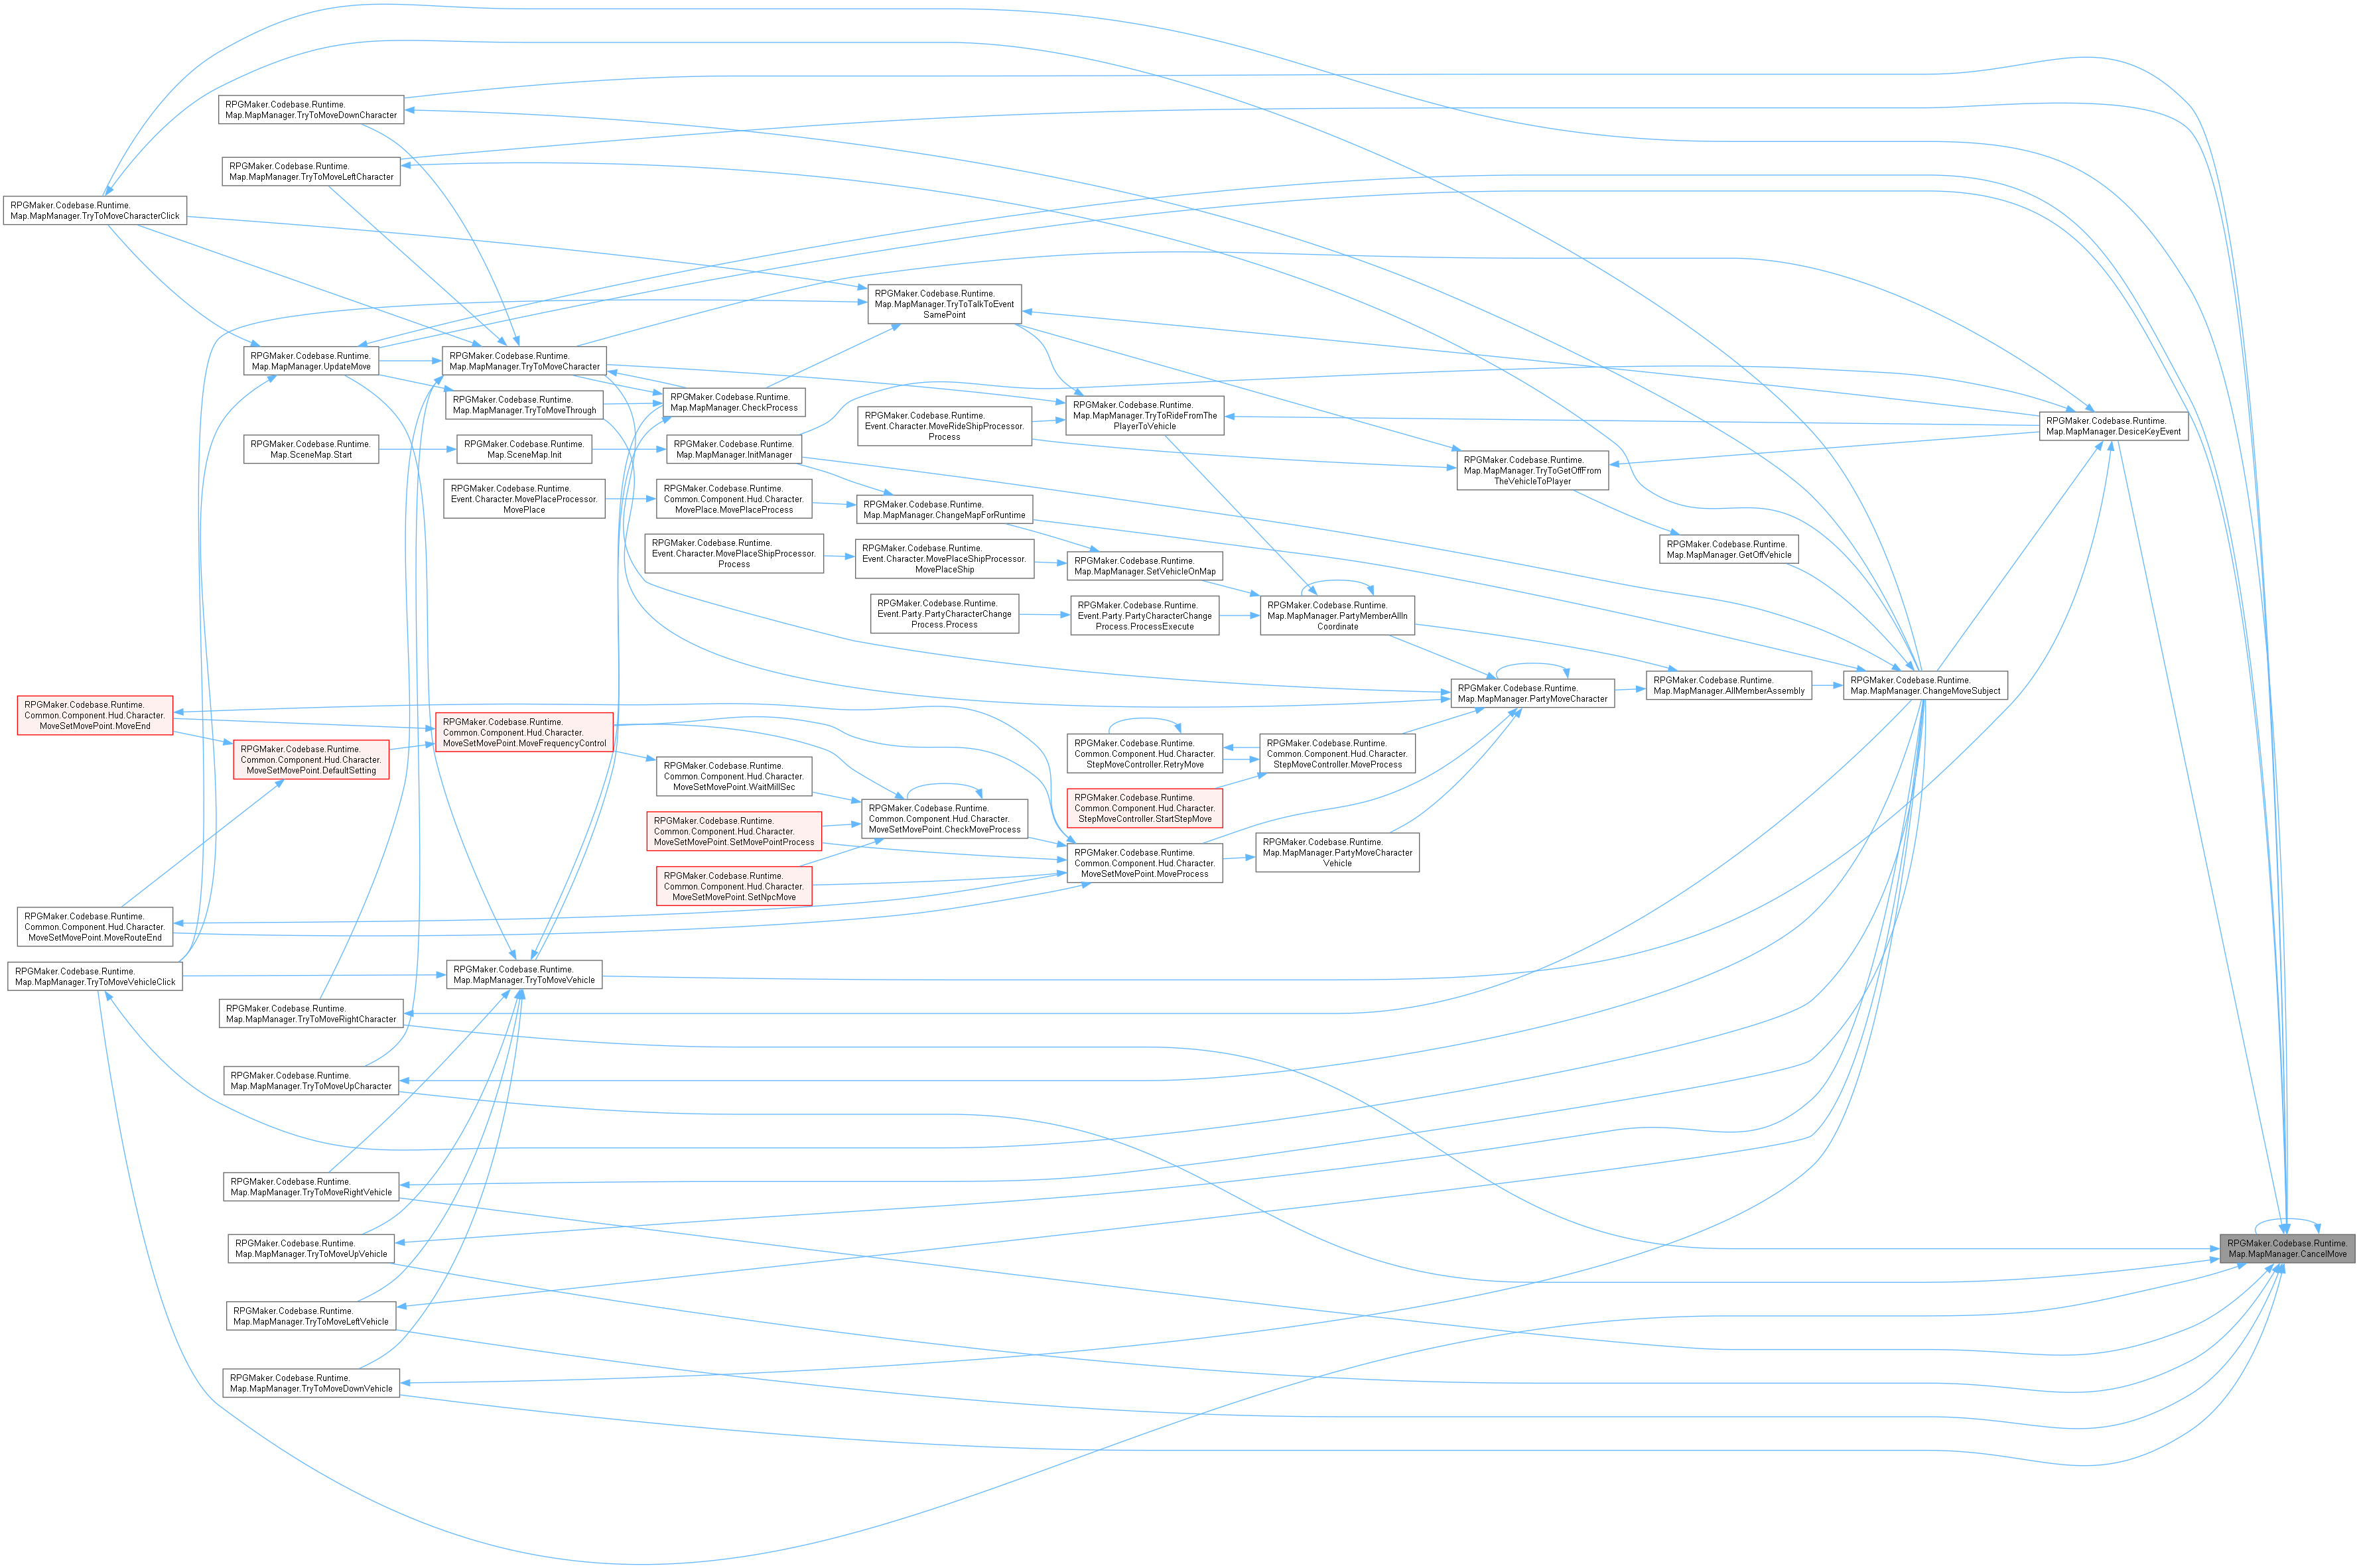 RPGMaker.Codebase.Runtime.
Map.MapManager.TryToMoveDownCharacter
RPGMaker.Codebase.Runtime.
Map.MapManager.TryToMoveLeftCharacter
RPGMaker.Codebase.Runtime.
Map.MapManager.TryToMoveCharacterClick
RPGMaker.Codebase.Runtime.
Map.MapManager.TryToTalkToEvent
SamePoint
RPGMaker.Codebase.Runtime.
Map.MapManager.UpdateMove
RPGMaker.Codebase.Runtime.
Map.MapManager.TryToMoveCharacter
RPGMaker.Codebase.Runtime.
Map.MapManager.TryToMoveThrough
RPGMaker.Codebase.Runtime.
Map.MapManager.CheckProcess
RPGMaker.Codebase.Runtime.
Event.Character.MoveRideShipProcessor.
Process
RPGMaker.Codebase.Runtime.
Map.MapManager.TryToRideFromThe
PlayerToVehicle
RPGMaker.Codebase.Runtime.
Map.MapManager.DesiceKeyEvent
RPGMaker.Codebase.Runtime.
Map.SceneMap.Start
RPGMaker.Codebase.Runtime.
Map.SceneMap.Init
RPGMaker.Codebase.Runtime.
Map.MapManager.InitManager
RPGMaker.Codebase.Runtime.
Map.MapManager.TryToGetOffFrom
TheVehicleToPlayer
RPGMaker.Codebase.Runtime.
Event.Character.MovePlaceProcessor.
MovePlace
RPGMaker.Codebase.Runtime.
Common.Component.Hud.Character.
MovePlace.MovePlaceProcess
RPGMaker.Codebase.Runtime.
Map.MapManager.ChangeMapForRuntime
RPGMaker.Codebase.Runtime.
Event.Character.MovePlaceShipProcessor.
Process
RPGMaker.Codebase.Runtime.
Event.Character.MovePlaceShipProcessor.
MovePlaceShip
RPGMaker.Codebase.Runtime.
Map.MapManager.SetVehicleOnMap
RPGMaker.Codebase.Runtime.
Map.MapManager.GetOffVehicle
RPGMaker.Codebase.Runtime.
Event.Party.PartyCharacterChange
Process.Process
RPGMaker.Codebase.Runtime.
Event.Party.PartyCharacterChange
Process.ProcessExecute
RPGMaker.Codebase.Runtime.
Map.MapManager.PartyMemberAllIn
Coordinate
RPGMaker.Codebase.Runtime.
Map.MapManager.PartyMoveCharacter
RPGMaker.Codebase.Runtime.
Map.MapManager.AllMemberAssembly
RPGMaker.Codebase.Runtime.
Map.MapManager.ChangeMoveSubject
RPGMaker.Codebase.Runtime.
Common.Component.Hud.Character.
MoveSetMovePoint.MoveEnd
RPGMaker.Codebase.Runtime.
Common.Component.Hud.Character.
MoveSetMovePoint.DefaultSetting
RPGMaker.Codebase.Runtime.
Common.Component.Hud.Character.
MoveSetMovePoint.MoveFrequencyControl
RPGMaker.Codebase.Runtime.
Common.Component.Hud.Character.
MoveSetMovePoint.WaitMillSec
RPGMaker.Codebase.Runtime.
Common.Component.Hud.Character.
StepMoveController.RetryMove
RPGMaker.Codebase.Runtime.
Common.Component.Hud.Character.
StepMoveController.MoveProcess
RPGMaker.Codebase.Runtime.
Common.Component.Hud.Character.
StepMoveController.StartStepMove
RPGMaker.Codebase.Runtime.
Common.Component.Hud.Character.
MoveSetMovePoint.SetMovePointProcess
RPGMaker.Codebase.Runtime.
Common.Component.Hud.Character.
MoveSetMovePoint.CheckMoveProcess
RPGMaker.Codebase.Runtime.
Common.Component.Hud.Character.
MoveSetMovePoint.SetNpcMove
RPGMaker.Codebase.Runtime.
Common.Component.Hud.Character.
MoveSetMovePoint.MoveProcess
RPGMaker.Codebase.Runtime.
Map.MapManager.PartyMoveCharacter
Vehicle
RPGMaker.Codebase.Runtime.
Common.Component.Hud.Character.
MoveSetMovePoint.MoveRouteEnd
RPGMaker.Codebase.Runtime.
Map.MapManager.TryToMoveVehicleClick
RPGMaker.Codebase.Runtime.
Map.MapManager.TryToMoveVehicle
RPGMaker.Codebase.Runtime.
Map.MapManager.TryToMoveRightCharacter
RPGMaker.Codebase.Runtime.
Map.MapManager.TryToMoveUpCharacter
RPGMaker.Codebase.Runtime.
Map.MapManager.TryToMoveRightVehicle
RPGMaker.Codebase.Runtime.
Map.MapManager.TryToMoveUpVehicle
RPGMaker.Codebase.Runtime.
Map.MapManager.CancelMove
RPGMaker.Codebase.Runtime.
Map.MapManager.TryToMoveLeftVehicle
RPGMaker.Codebase.Runtime.
Map.MapManager.TryToMoveDownVehicle